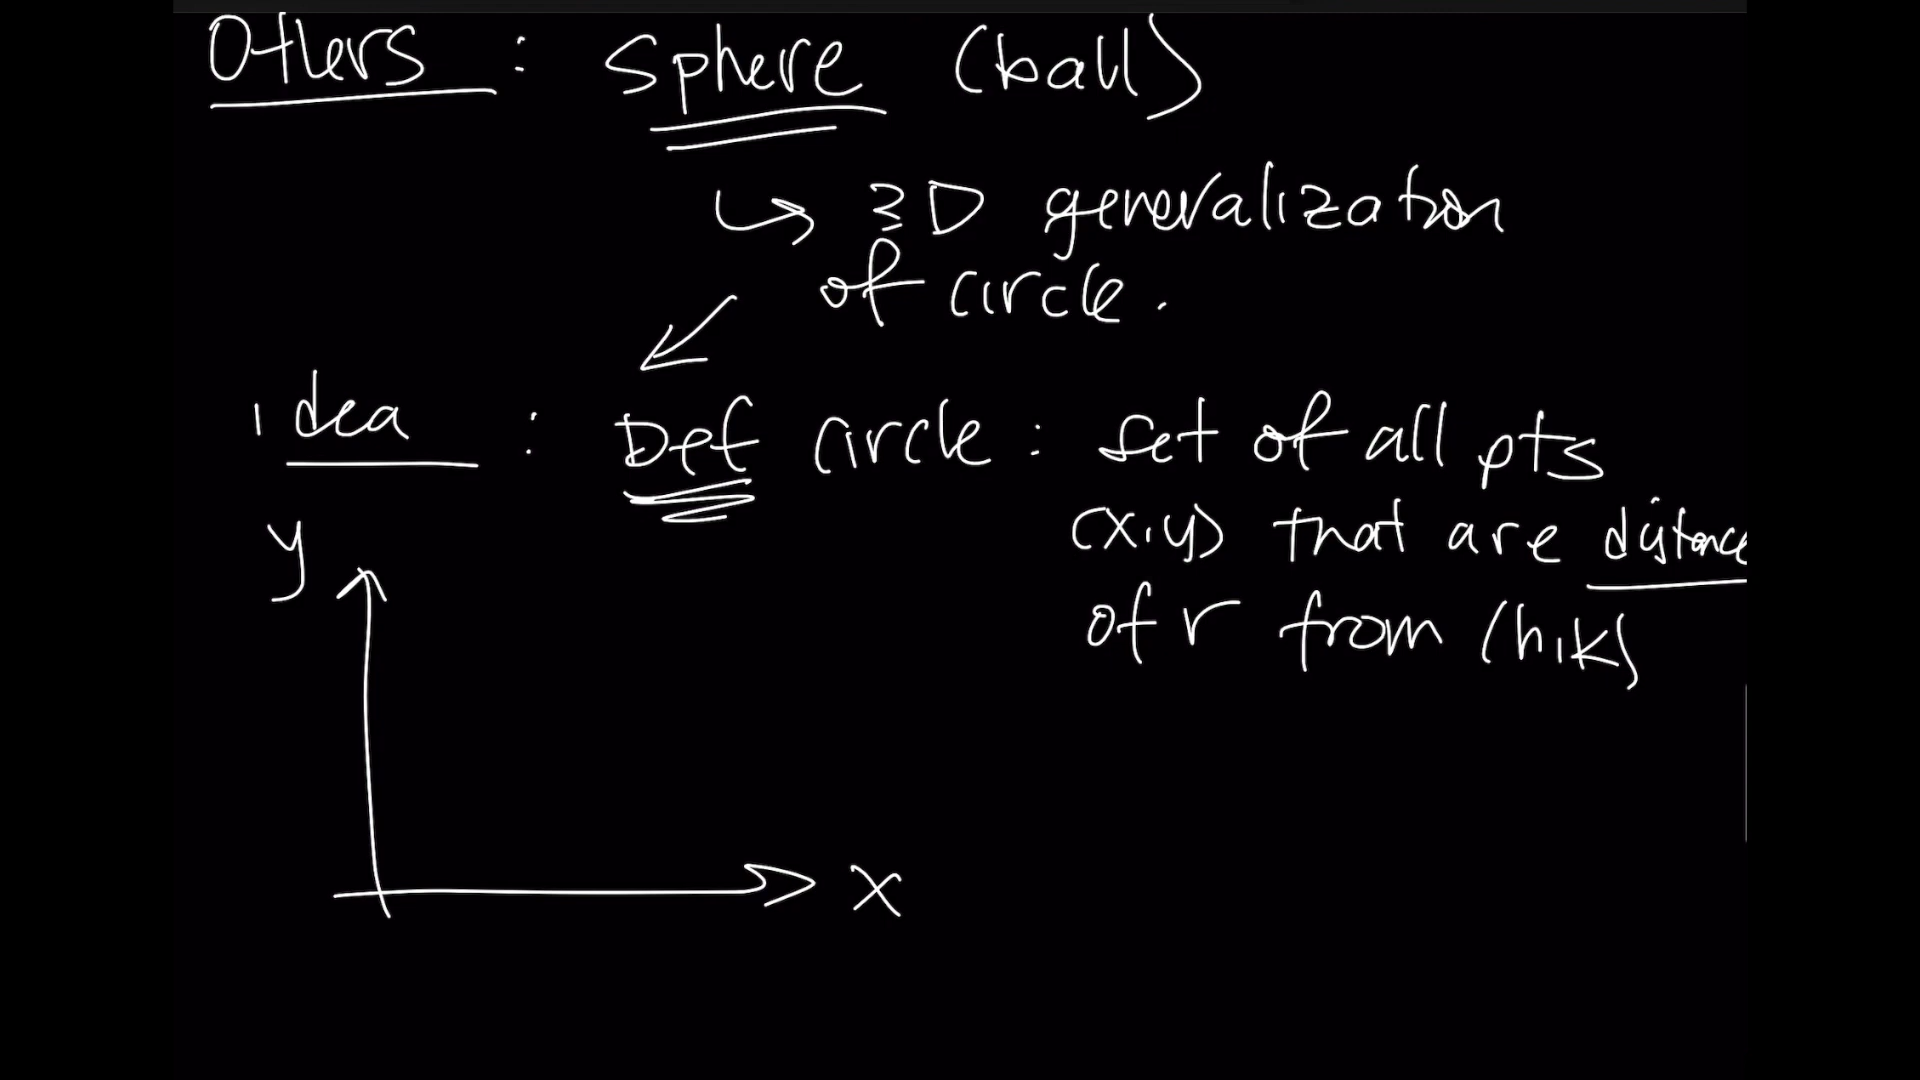 Others : Sphere (ball)
↪ 3D generalization
of circle.
idea : Def circle : set of all pts
(x,y) that are distance
of r from (h,k)
y
x